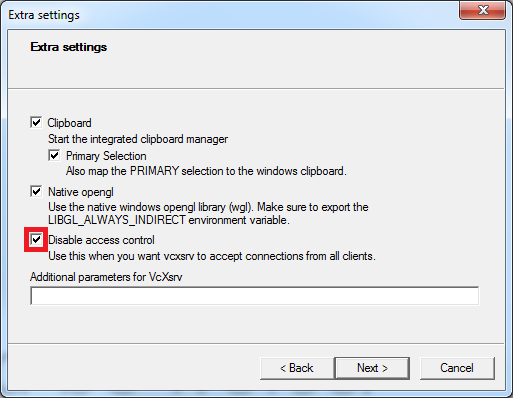 Extra settings
Extra settings
Clipboard
Start the integrated clipboard manager
Primary Selection
Also map the PRIMARY selection to the windows clipboard.
Native opengl
Use the native windows opengl library (wgl). Make sure to export the
LIBGL_ALWAYS_INDIRECT environment variable.
Disable access control
Use this when you want vcxsrv to accept connections from all clients.
Additional parameters for VcXsrv
< Back
Next >
Cancel